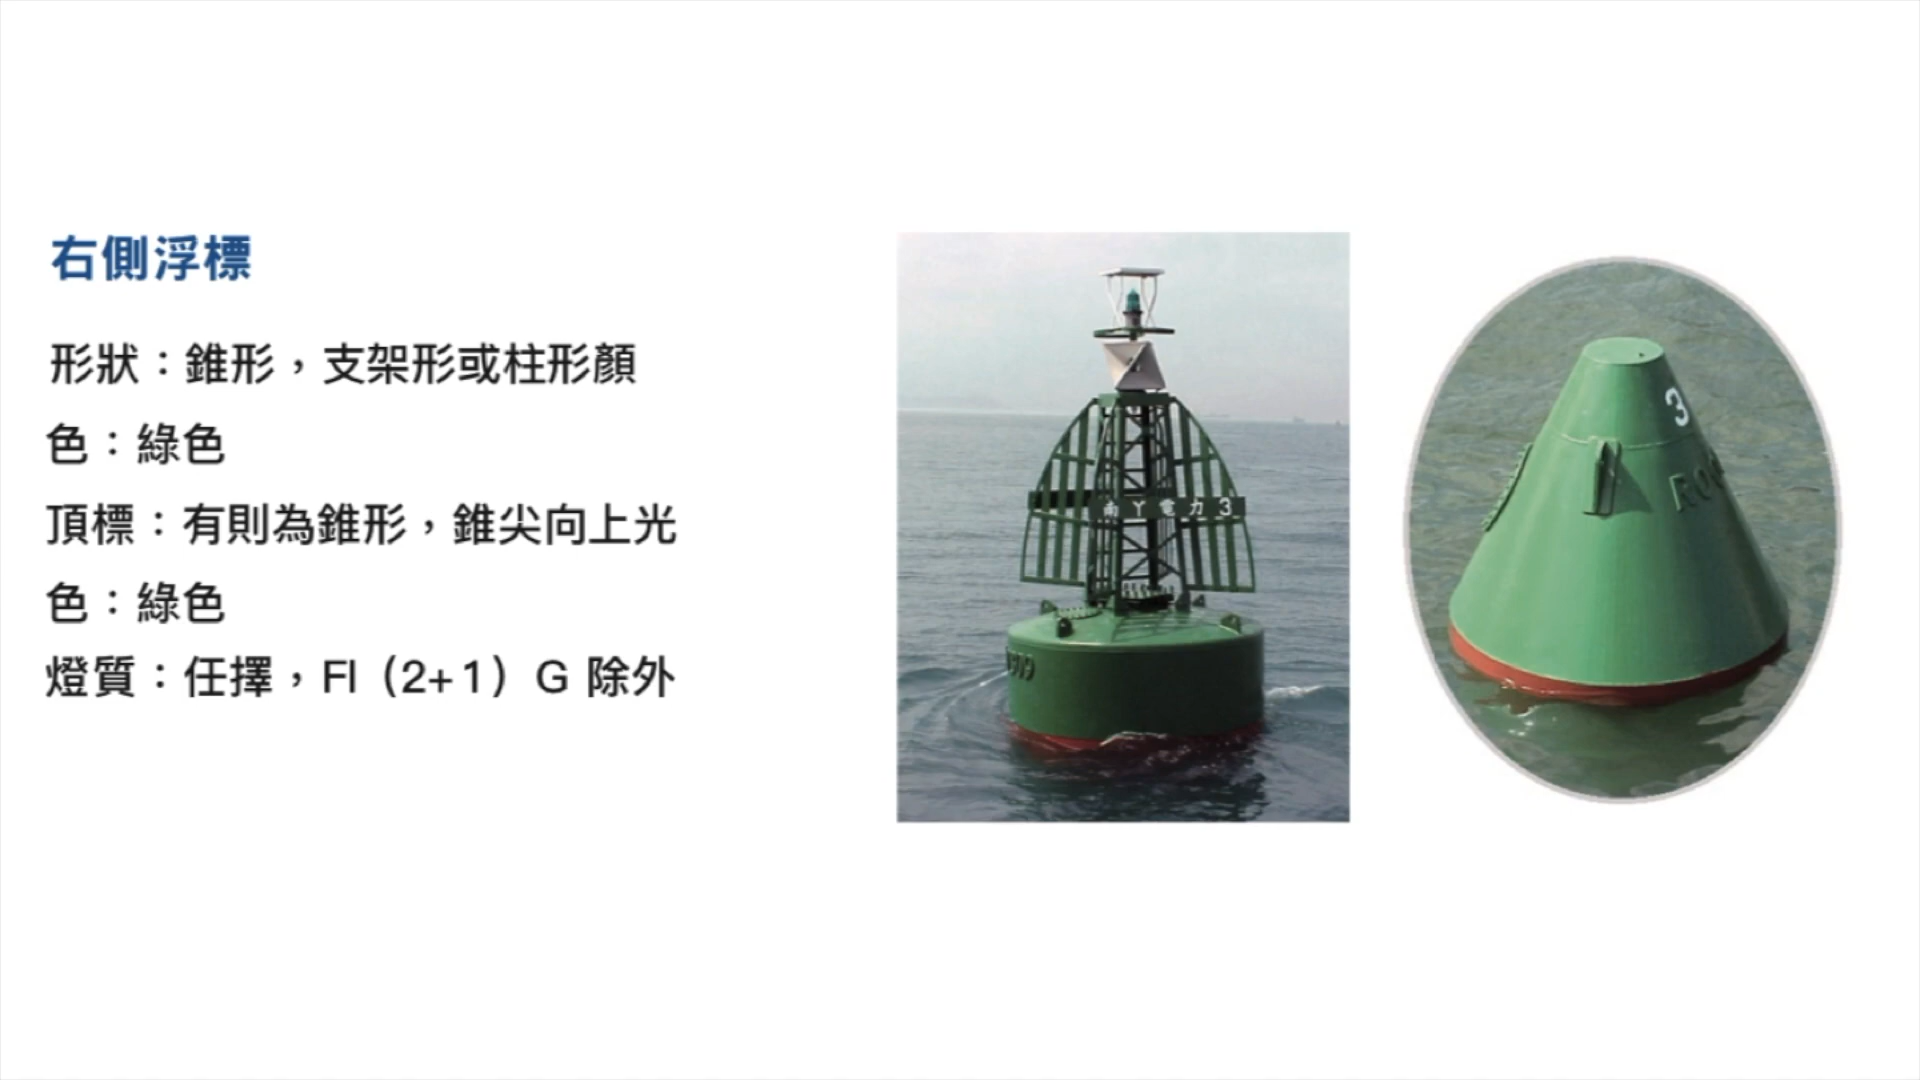 右側浮標
形狀：錐形，支架形或柱形顏
色：綠色
頂標：有則為錐形，錐尖向上光
色：綠色
燈質：任擇，Fl（2+1）G 除外
南丫電力3
3